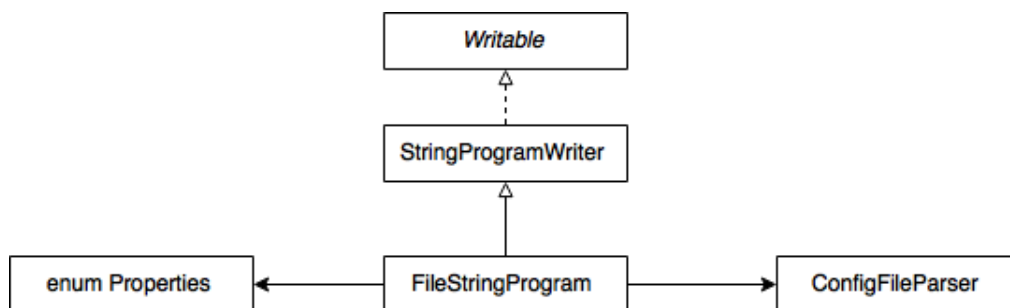 Writable
StringProgramWriter
enum Properties
FileStringProgram
ConfigFileParser